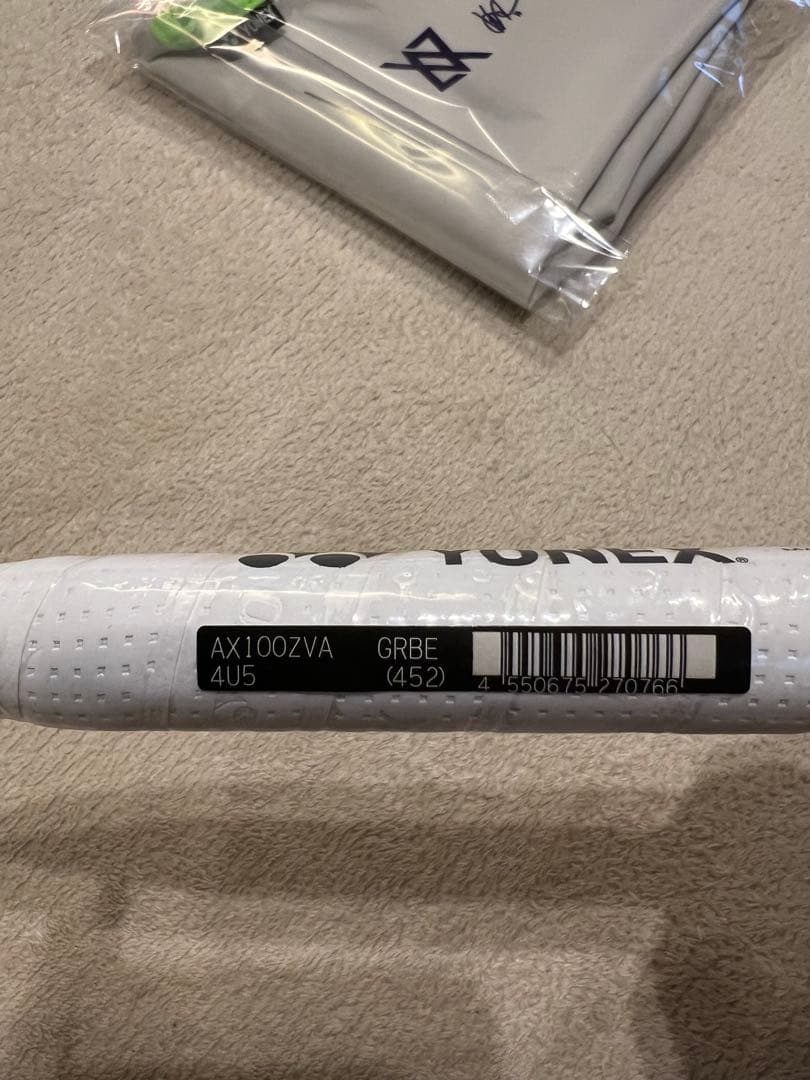 YONEX®
AX100ZVA GRBE
4U5 (452)
4 550675 270766